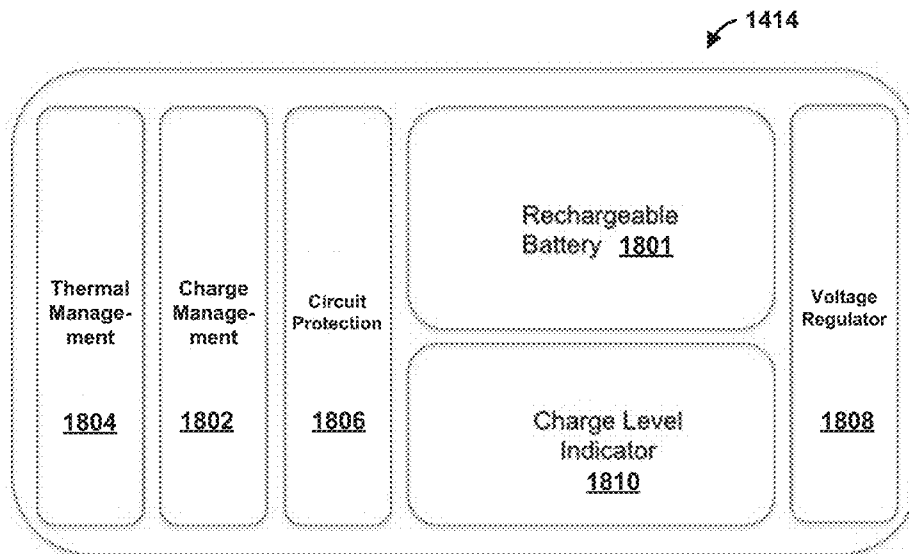 1414
Thermal
Manage-
ment
1804
Charge
Manage-
ment
1802
Circuit
Protection
1806
Rechargeable
Battery 1801
Charge Level
Indicator
1810
Voltage
Regulator
1808